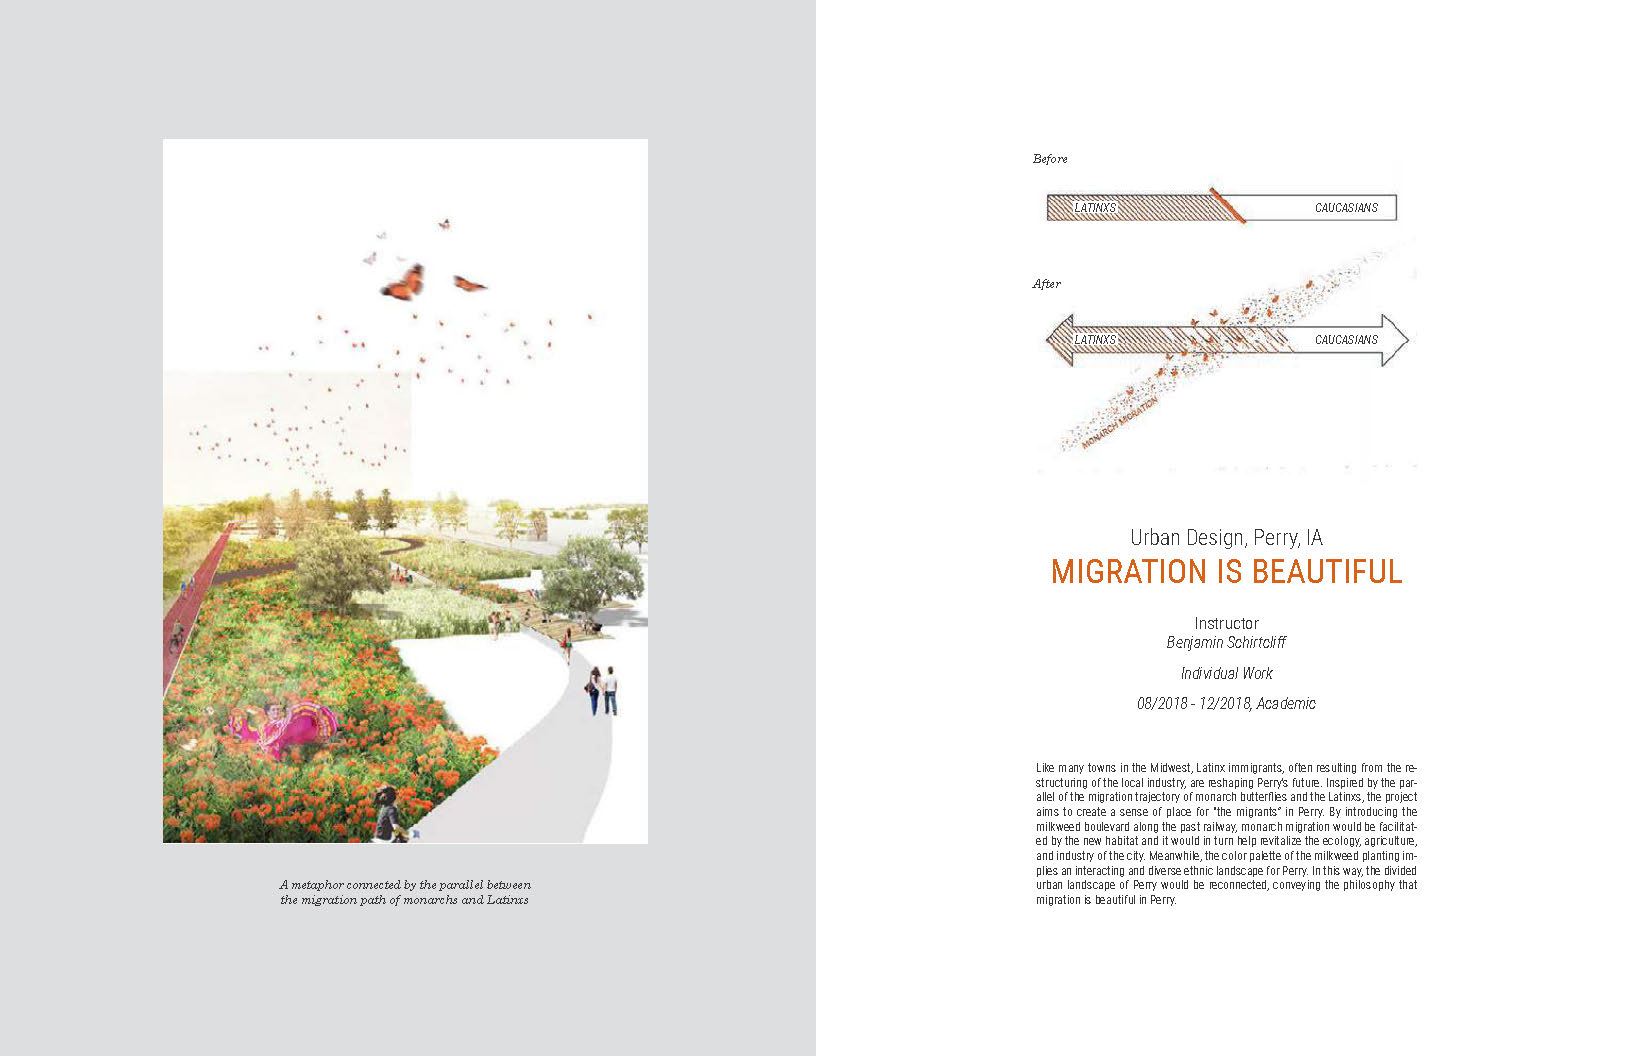 A metaphor connected by the parallel between
the migration path of monarchs and Latinxs
Before
LATINXS
CAUCASIANS
After
LATINXS
CAUCASIANS
MONARCH MIGRATION
Urban Design, Perry, IA
MIGRATION IS BEAUTIFUL
Instructor
Benjamin Schirtcliff
Individual Work
08/2018 - 12/2018, Academic
Like many towns in the Midwest, Latinx immigrants, often resulting from the re-
structuring of the local industry, are reshaping Perry's future. Inspired by the par-
allel of the migration trajectory of monarch butterflies and the Latinxs, the project
aims to create a sense of place for "the migrants" in Perry. By introducing the
milkweed boulevard along the past railway, monarch migration would be facilitat-
ed by the new habitat and it would in turn help revitalize the ecology, agriculture,
and industry of the city. Meanwhile, the color palette of the milkweed planting im-
plies an interacting and diverse ethnic landscape for Perry. In this way, the divided
urban landscape of Perry would be reconnected, conveying the philosophy that
migration is beautiful in Perry.